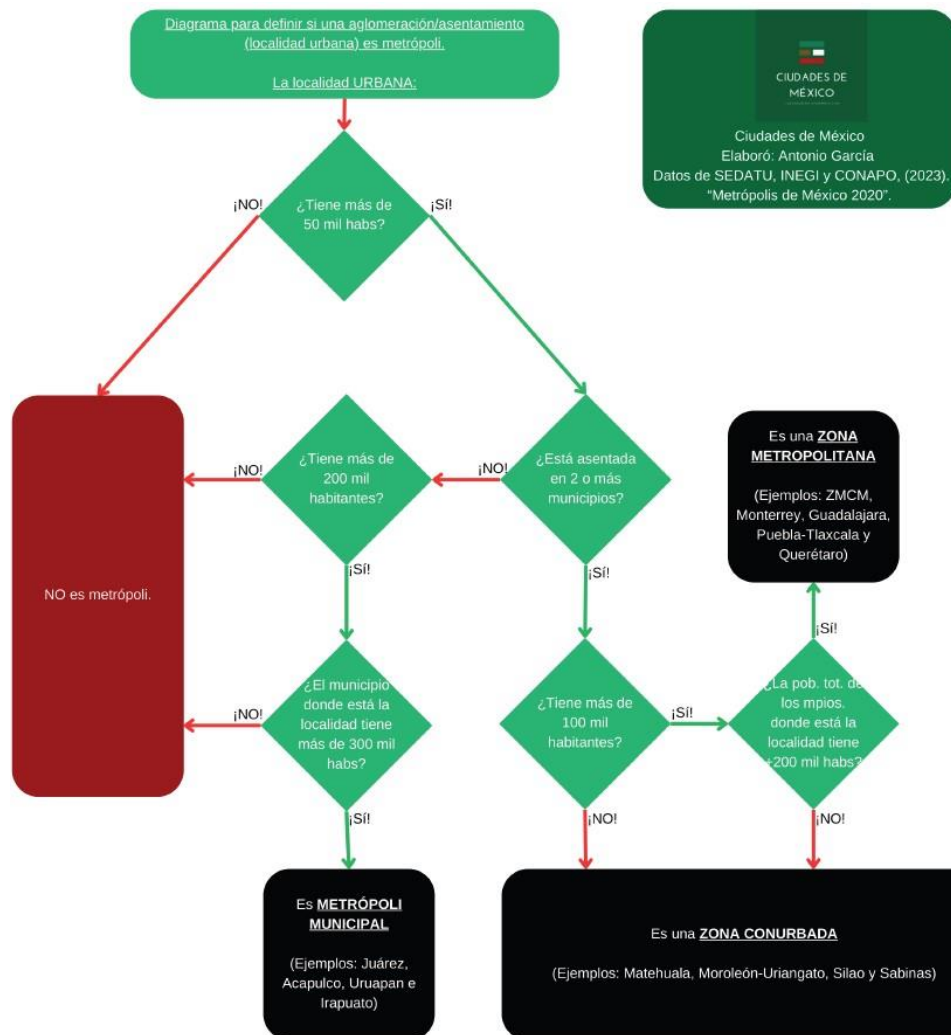 Diagrama para definir si una aglomeración/asentamiento
(localidad urbana) es metrópoli.
La localidad URBANA:
CIUDADES DE
MÉXICO
Ciudades de México
Elaboró: Antonio García
Datos de SEDATU, INEGI y CONAPO, (2023).
“Metrópolis de México 2020”.
¡NO!
¿Tiene más de
50 mil habs?
¡Sí!
NO es metrópoli.
¡NO!
¿Tiene más de
200 mil
habitantes?
¡NO!
¿Está asentada
en 2 o más
municipios?
Es una ZONA
METROPOLITANA
(Ejemplos: ZMCM,
Monterrey, Guadalajara,
Puebla-Tlaxcala y
Querétaro)
¡Sí!
¡Sí!
¡Sí!
¡NO!
¿El municipio
donde está la
localidad tiene
más de 300 mil
habs?
¿Tiene más de
100 mil
habitantes?
¡Sí!
¿La pob. tot. de
los mpios.
donde está la
localidad tiene
+200 mil habs?
¡Sí!
¡NO!
¡NO!
Es METRÓPOLI
MUNICIPAL
(Ejemplos: Juárez,
Acapulco, Uruapan e
Irapuato)
Es una ZONA CONURBADA
(Ejemplos: Matehuala, Moroleón-Uriangato, Silao y Sabinas)